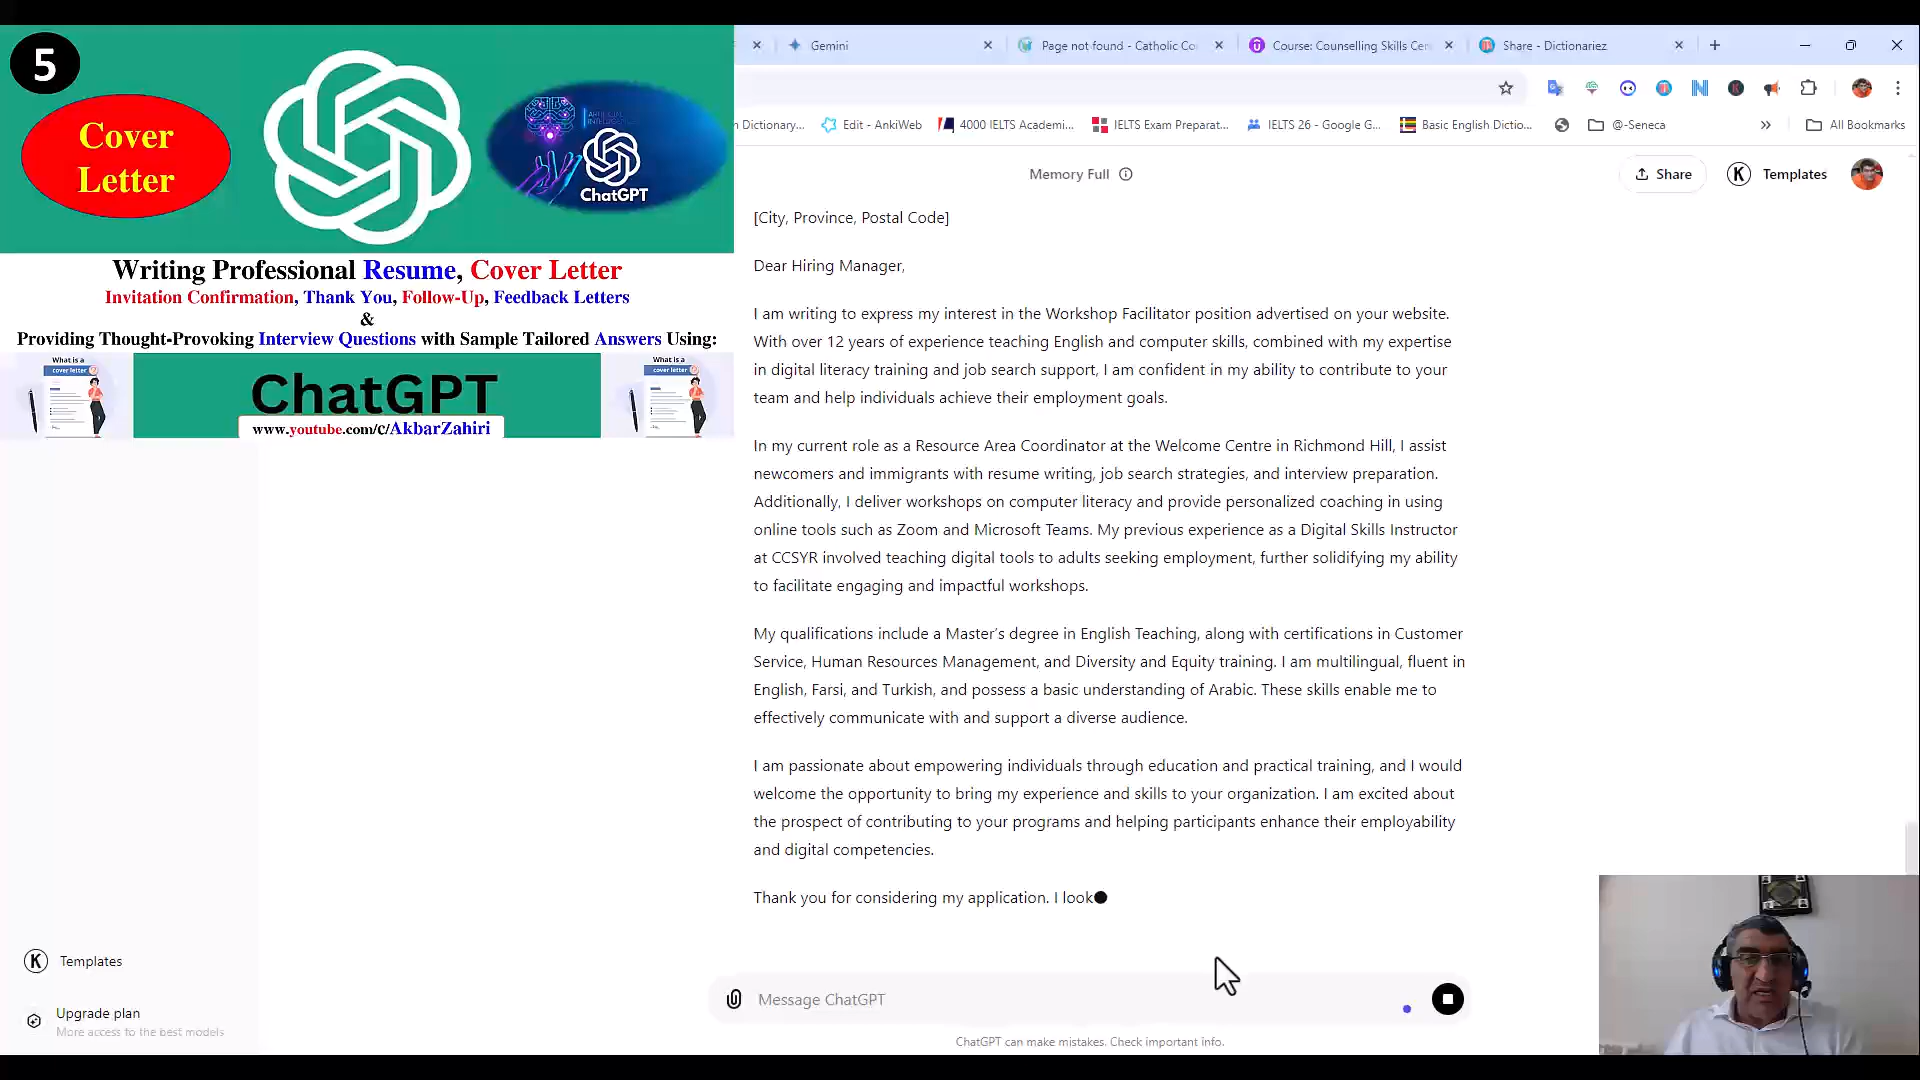 5
Cover
Letter
ARTIFICIAL
INTELLIGENCE
ChatGPT
Writing Professional Resume, Cover Letter
Invitation Confirmation, Thank You, Follow-Up, Feedback Letters
&
Providing Thought-Provoking Interview Questions with Sample Tailored Answers Using:
What is a
cover letter
ChatGPT
www.youtube.com/c/AkbarZahiri
What is a
cover letter
Gemini
Page not found - Catholic Co
Course: Counselling Skills Cer
Share - Dictionariez
n Dictionary...
Edit - AnkiWeb
4000 IELTS Academi...
IELTS Exam Preparat...
IELTS 26 - Google G...
Basic English Dictio...
@-Seneca
All Bookmarks
Memory Full
Share
K Templates
[City, Province, Postal Code]
Dear Hiring Manager,
I am writing to express my interest in the Workshop Facilitator position advertised on your website.
With over 12 years of experience teaching English and computer skills, combined with my expertise
in digital literacy training and job search support, I am confident in my ability to contribute to your
team and help individuals achieve their employment goals.
In my current role as a Resource Area Coordinator at the Welcome Centre in Richmond Hill, I assist
newcomers and immigrants with resume writing, job search strategies, and interview preparation.
Additionally, I deliver workshops on computer literacy and provide personalized coaching in using
online tools such as Zoom and Microsoft Teams. My previous experience as a Digital Skills Instructor
at CCSYR involved teaching digital tools to adults seeking employment, further solidifying my ability
to facilitate engaging and impactful workshops.
My qualifications include a Master's degree in English Teaching, along with certifications in Customer
Service, Human Resources Management, and Diversity and Equity training. I am multilingual, fluent in
English, Farsi, and Turkish, and possess a basic understanding of Arabic. These skills enable me to
effectively communicate with and support a diverse audience.
I am passionate about empowering individuals through education and practical training, and I would
welcome the opportunity to bring my experience and skills to your organization. I am excited about
the prospect of contributing to your programs and helping participants enhance their employability
and digital competencies.
Thank you for considering my application. I look
K Templates
Upgrade plan
More access to the best models
Message ChatGPT
ChatGPT can make mistakes. Check important info.